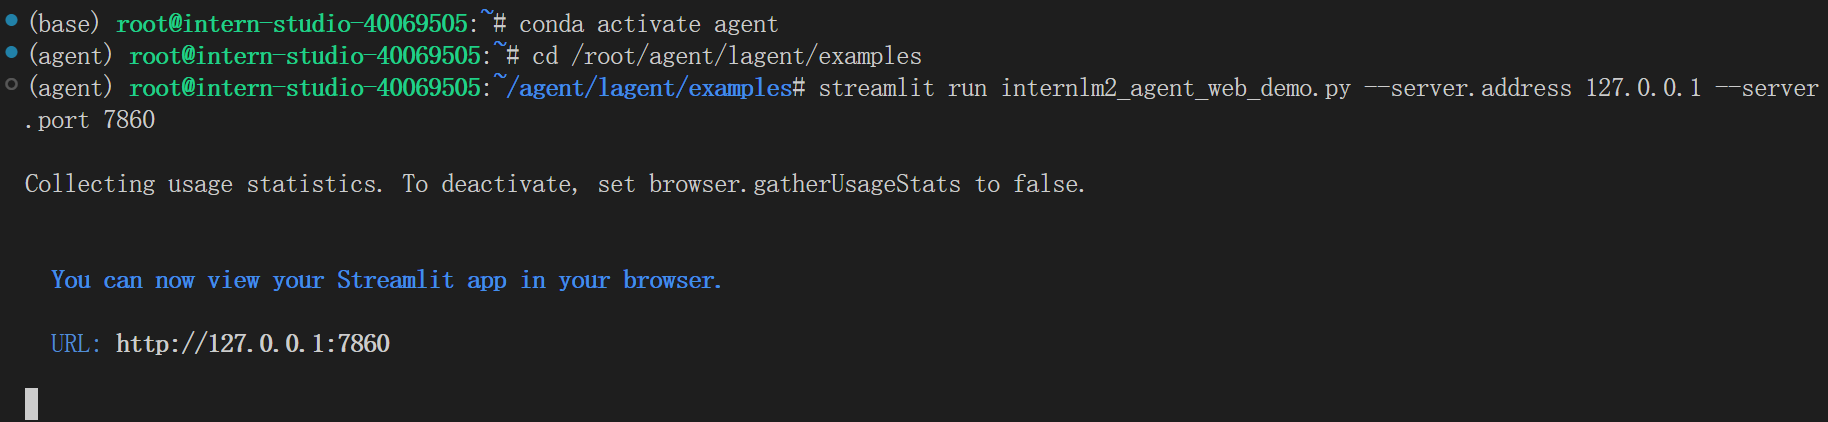 (base) root@intern-studio-40069505:~# conda activate agent
(agent) root@intern-studio-40069505:~# cd /root/agent/lagent/examples
(agent) root@intern-studio-40069505:~/agent/lagent/examples# streamlit run internlm2_agent_web_demo.py --server.address 127.0.0.1 --server
.port 7860
Collecting usage statistics. To deactivate, set browser.gatherUsageStats to false.
You can now view your Streamlit app in your browser.
URL: http://127.0.0.1:7860